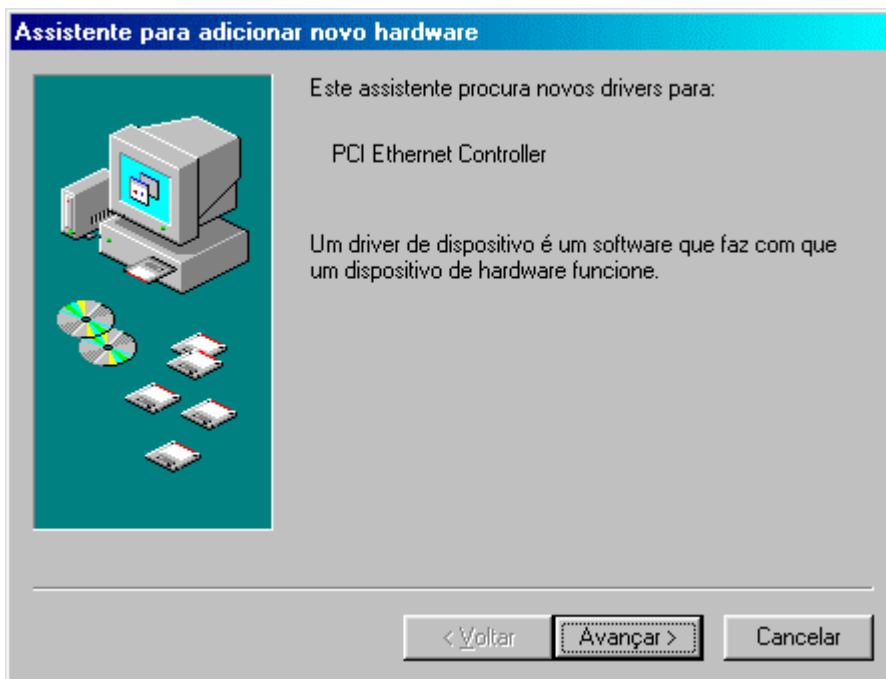 Assistente para adicionar novo hardware
Este assistente procura novos drivers para:
PCI Ethernet Controller
Um driver de dispositivo é um software que faz com que
um dispositivo de hardware funcione.
< Voltar
Avançar >
Cancelar